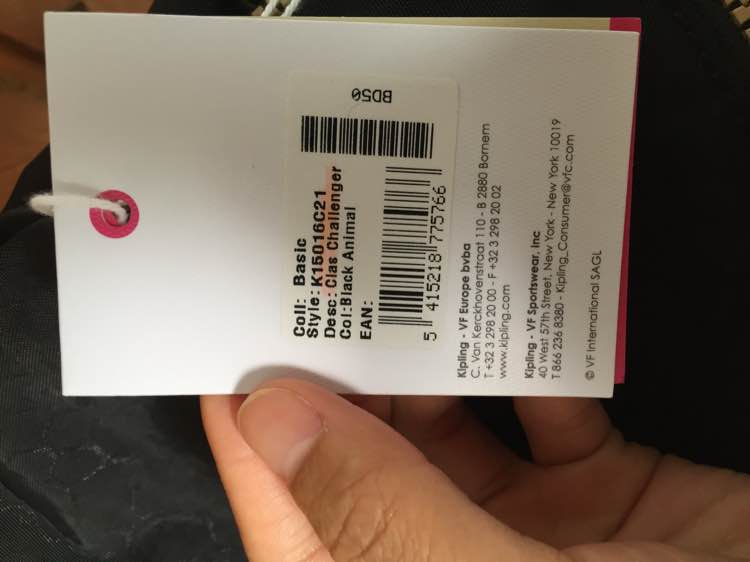 BD50
Coll: Basic
Style: K15016C21
Desc: Clas Challenger
Col:Black Animal
EAN:
5 415218 775766
Kipling - VF Europe bvba
C. Van Kerckhovenstraat 110 - B 2880 Bornem
T +32 3 298 20 00 - F +32 3 298 20 02
www.kipling.com
Kipling - VF Sportswear, Inc
40 West 57th Street, New York - New York 10019
T 866 236 8380 - Kipling_Consumer@vfc.com
© VF International SAGL